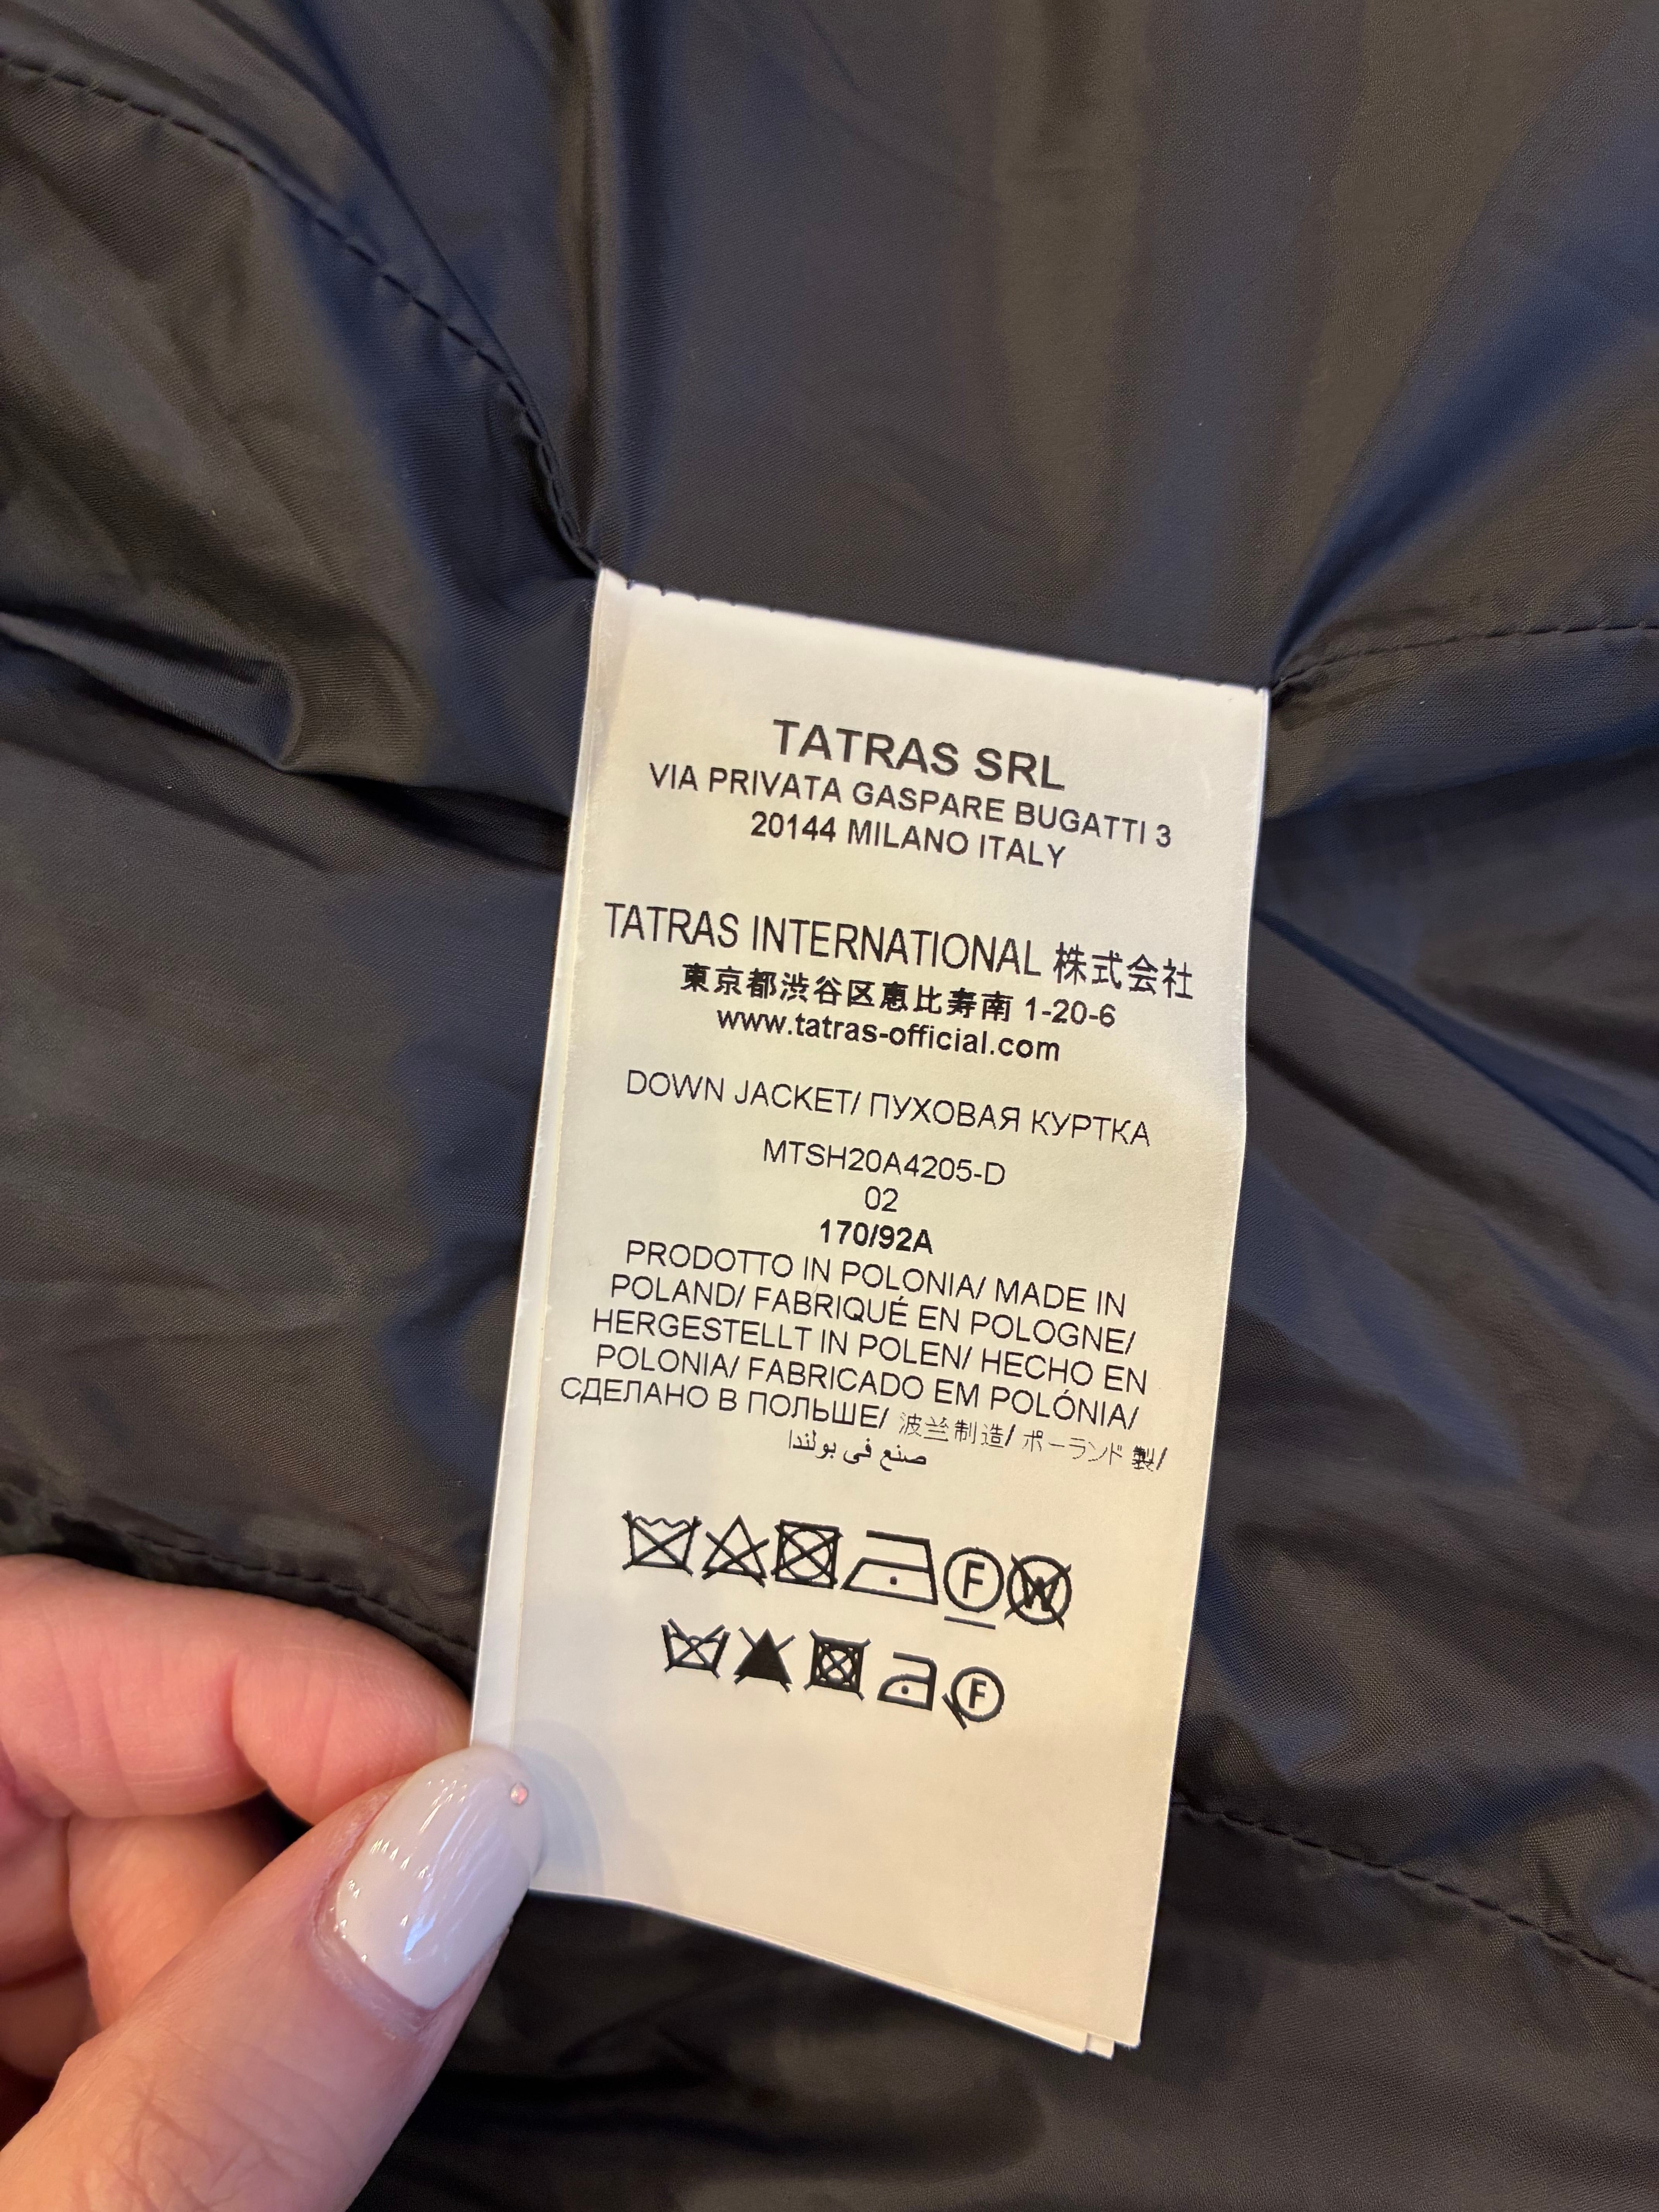 TATRAS SRL
VIA PRIVATA GASPARE BUGATTI 3
20144 MILANO ITALY
TATRAS INTERNATIONAL 株式会社
東京都渋谷区恵比寿南 1-20-6
www.tatras-official.com
DOWN JACKET/ ПУХОВАЯ КУРТКА
MTSH20A4205-D
02
170/92A
PRODOTTO IN POLONIA/ MADE IN
POLAND/ FABRIQUÉ EN POLOGNE/
HERGESTELLT IN POLEN/ HECHO EN
POLONIA/ FABRICADO EM POLÓNIA/
СДЕЛАНО В ПОЛЬШЕ/ 波兰制造/ ポーランド 製/
صنع في بولندا
F W
F